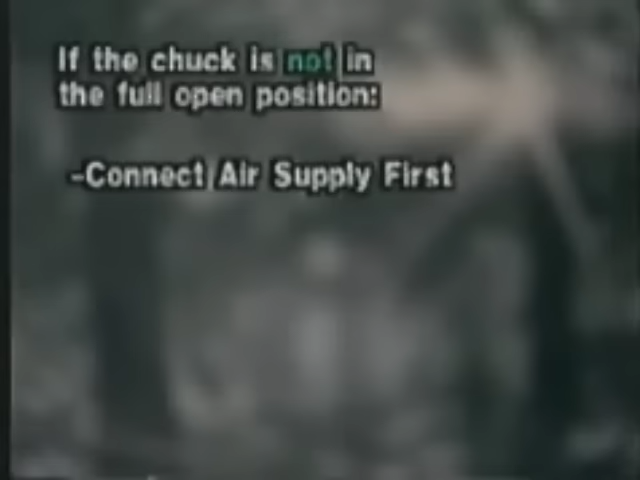 If the chuck is not in
the full open position:
-Connect Air Supply First